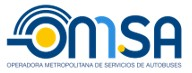 OMSA
OPERADORA METROPOLITANA DE SERVICIOS DE AUTOBUSES